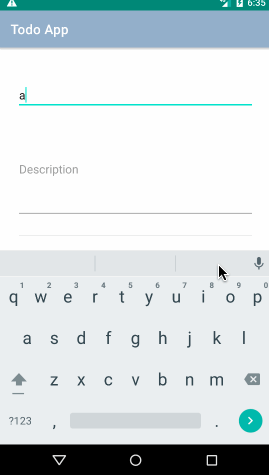 6:35
Todo App
a
Description
1 2 3 4 5 6 7 8 9 0
q w e r t y u i o p
a s d f g h j k l
z x c v b n m
?123 , .